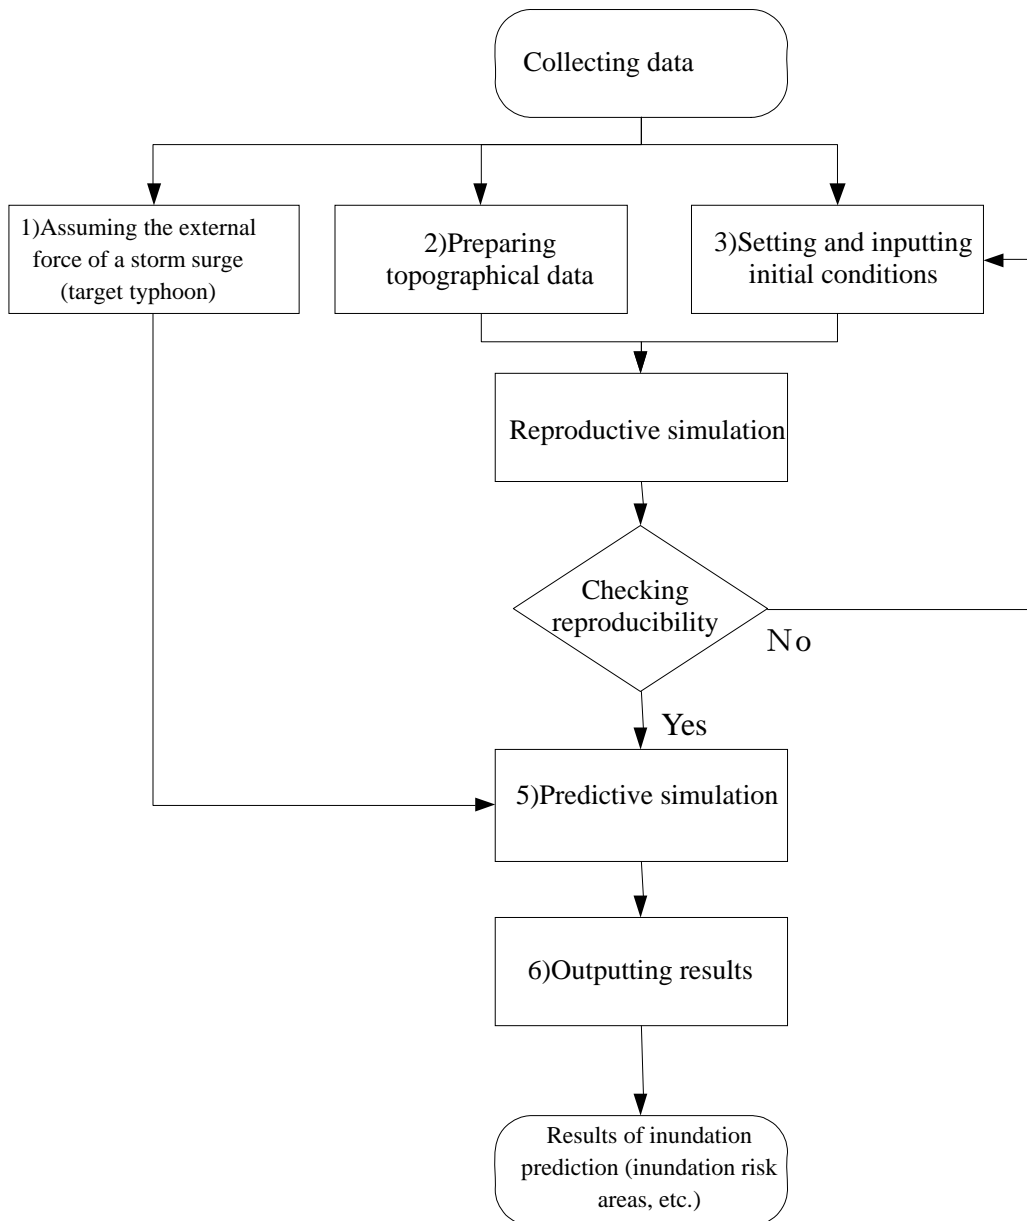 Collecting data
1)Assuming the external
force of a storm surge
(target typhoon)
2)Preparing
topographical data
3)Setting and inputting
initial conditions
Reproductive simulation
Checking
reproducibility
No
Yes
5)Predictive simulation
6)Outputting results
Results of inundation
prediction (inundation risk
areas, etc.)